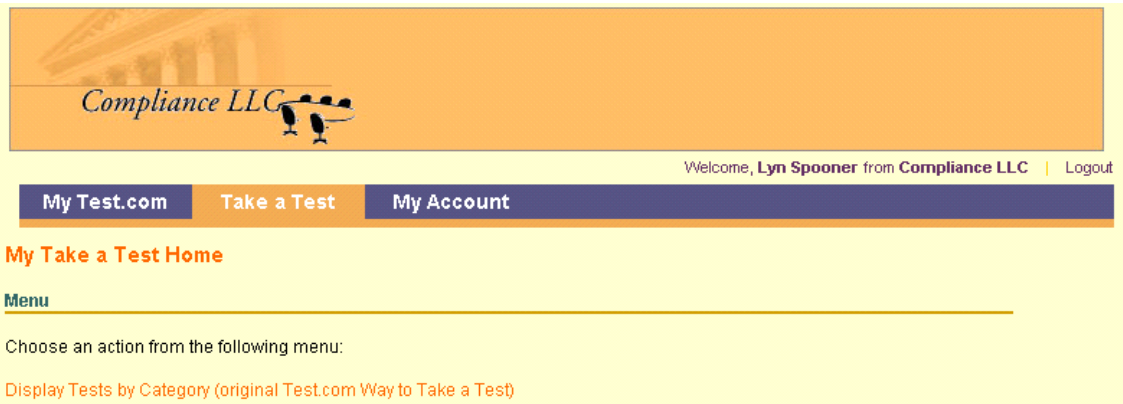 Compliance LLC
Welcome, Lyn Spooner from Compliance LLC | Logout
My Test.com Take a Test My Account
My Take a Test Home
Menu
Choose an action from the following menu:
Display Tests by Category (original Test.com Way to Take a Test)